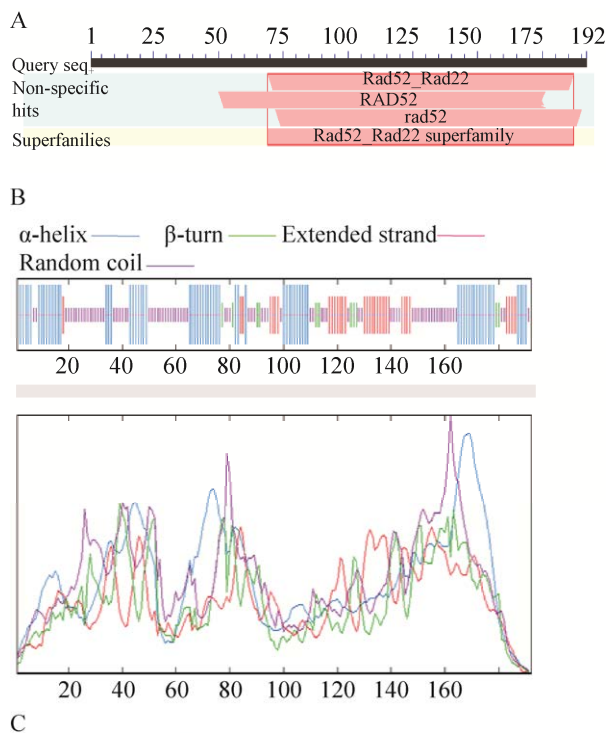 A
1 25 50 75 100 125 150 175 192
Query seq.
Non-specific
hits
Rad52_Rad22
RAD52
rad52
Superfanilies
Rad52_Rad22 superfamily
B
α-helix β-turn Extended strand
Random coil
20 40 60 80 100 120 140 160
20 40 60 80 100 120 140 160
C